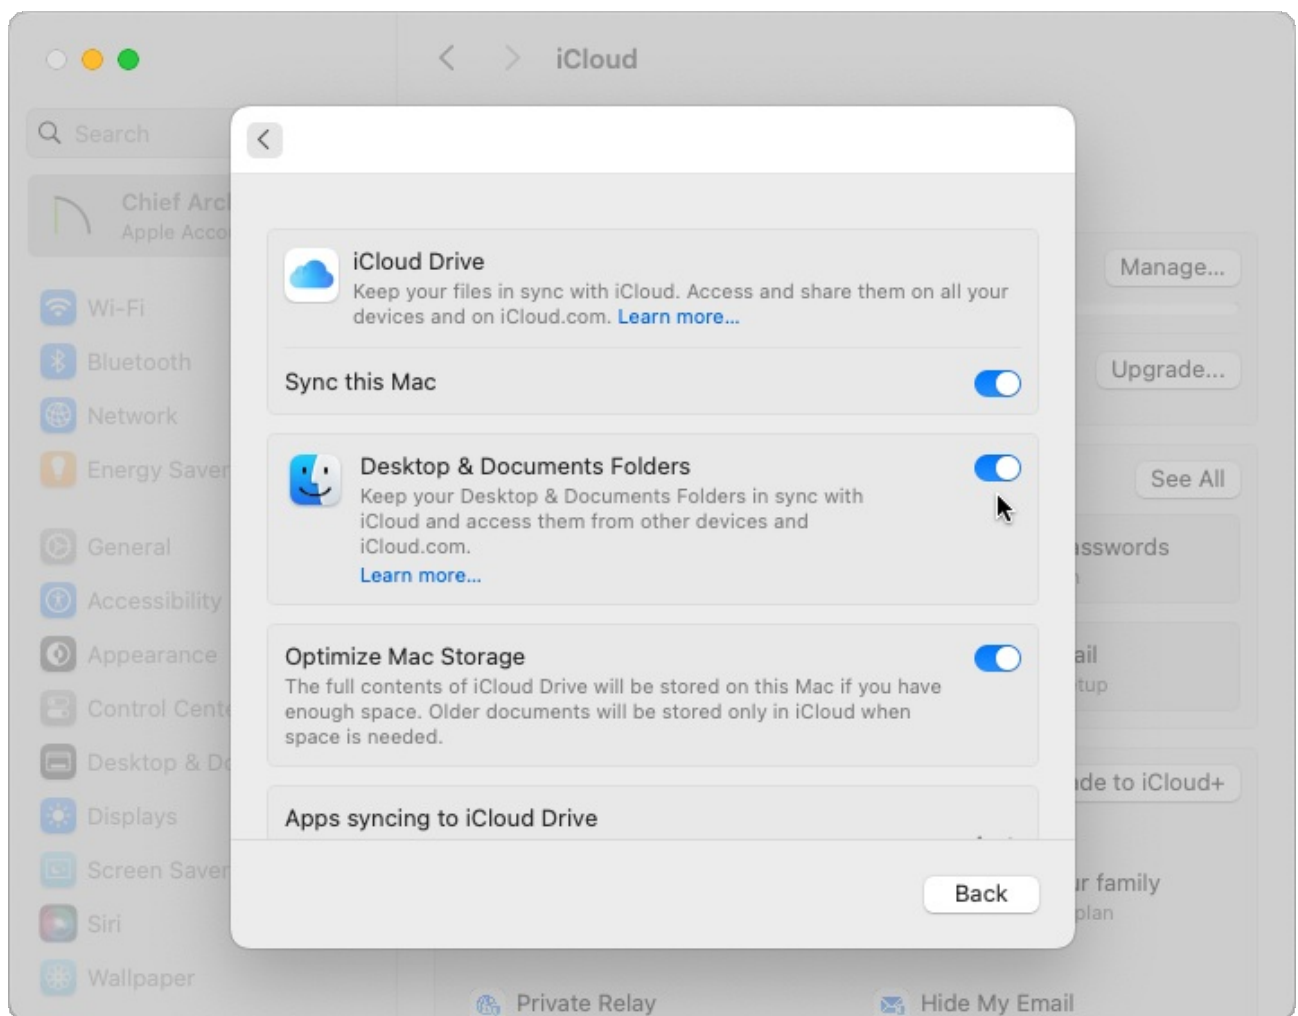 iCloud
Search
Chief Arc
Apple Acco
Wi-Fi
Bluetooth
Network
Energy Saver
General
Accessibility
Appearance
Control Cent
Desktop & D
Displays
Screen Saver
Siri
Wallpaper
iCloud Drive
Keep your files in sync with iCloud. Access and share them on all your
devices and on iCloud.com. Learn more...
Sync this Mac
Desktop & Documents Folders
Keep your Desktop & Documents Folders in sync with
iCloud and access them from other devices and
iCloud.com.
Learn more...
Optimize Mac Storage
The full contents of iCloud Drive will be stored on this Mac if you have
enough space. Older documents will be stored only in iCloud when
space is needed.
Apps syncing to iCloud Drive
Back
Manage...
Upgrade...
See All
asswords
ail
tup
de to iCloud+
ur family
plan
Private Relay
Hide My Email